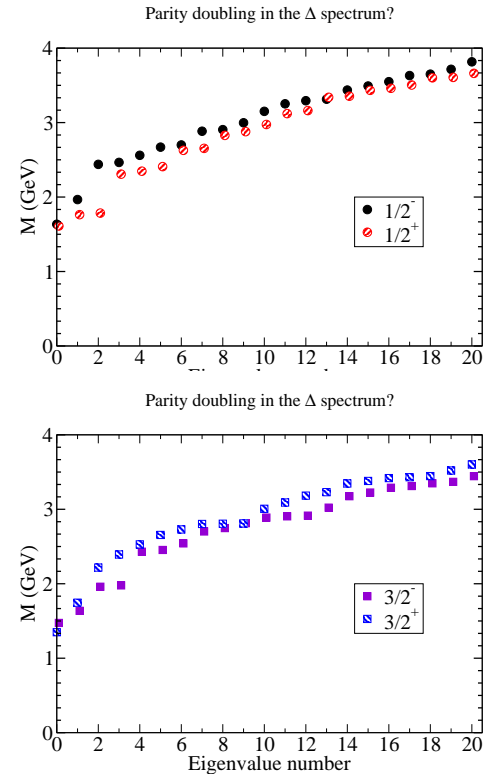 Parity doubling in the Δ spectrum?
4
3
2
1
0
M (GeV)
1/2-
1/2+
0 2 4 6 8 10 12 14 16 18 20
Parity doubling in the Δ spectrum?
4
3
2
1
0
M (GeV)
3/2-
3/2+
0 2 4 6 8 10 12 14 16 18 20
Eigenvalue number